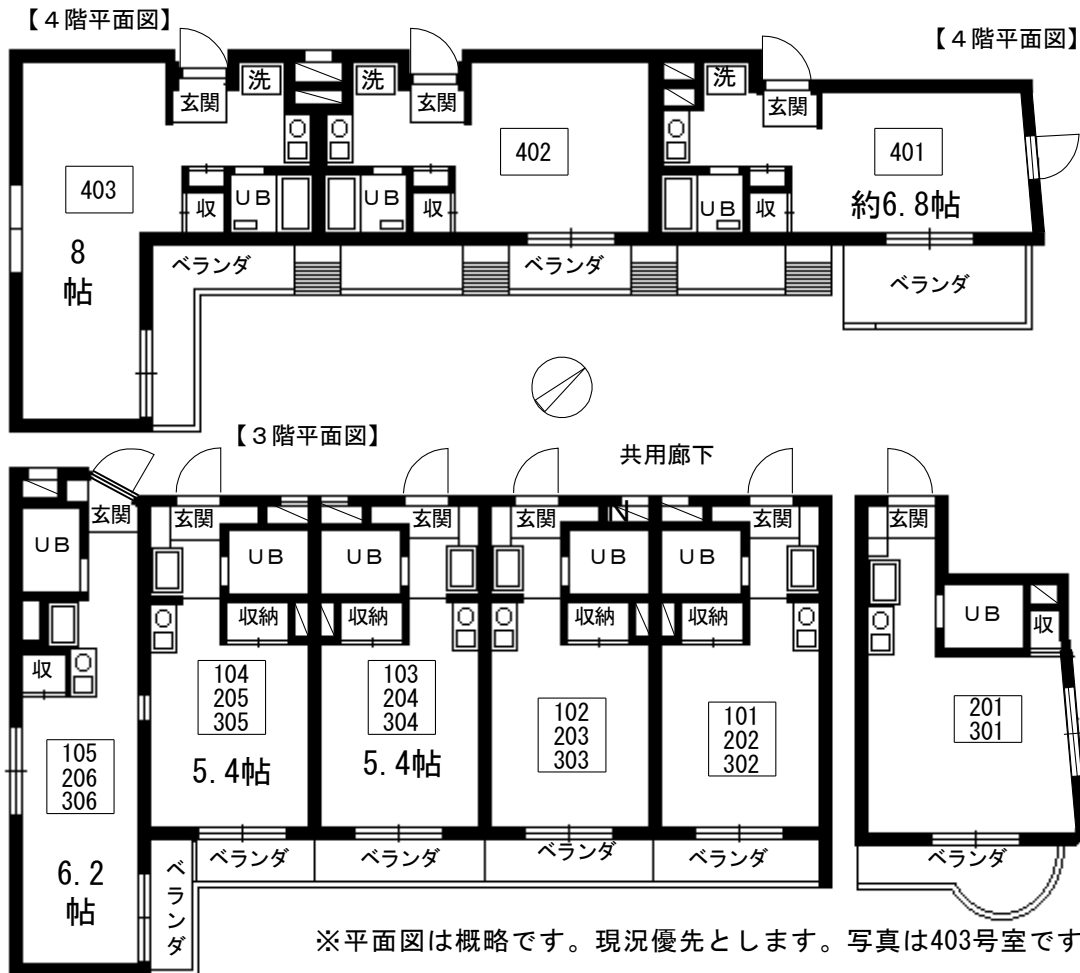 【４階平面図】
【４階平面図】
玄関
洗
洗
玄関
洗
玄関
403
402
401
約6.8帖
UB
収
UB
収
UB
収
8
帖
ベランダ
ベランダ
ベランダ
【３階平面図】
共用廊下
玄関
玄関
玄関
玄関
玄関
玄関
UB
UB
UB
UB
UB
UB
収納
収納
収納
収納
収
収
104
205
305
5.4帖
103
204
304
5.4帖
102
203
303
101
202
302
201
301
105
206
306
6.2
帖
ベランダ
ベランダ
ベランダ
ベランダ
ベランダ
ベランダ
※平面図は概略です。現況優先とします。写真は403号室です